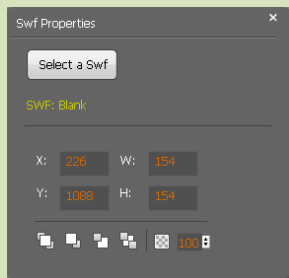 Swf Properties
Select a Swf
SWF: Blank
X: 226 W: 154
Y: 1088 H: 154
100